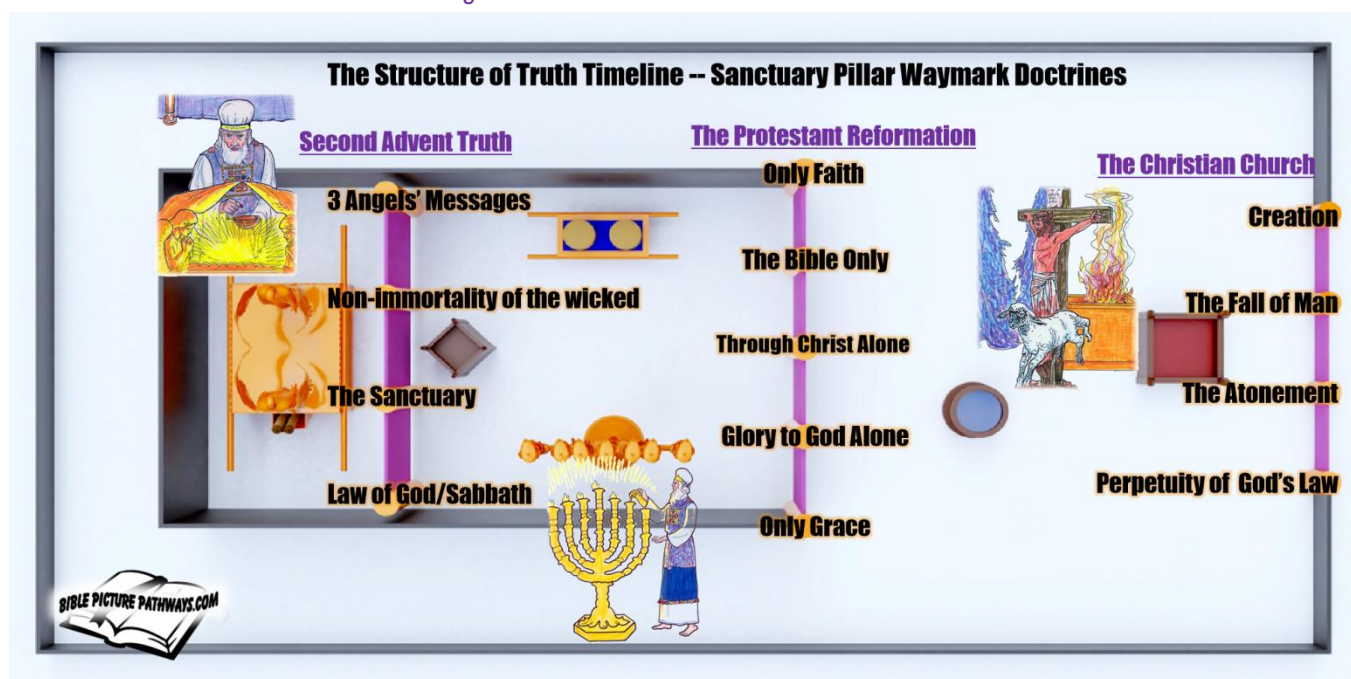 The Structure of Truth Timeline -- Sanctuary Pillar Waymark Doctrines
Second Advent Truth
3 Angels' Messages
Non-immortality of the wicked
The Sanctuary
Law of God/Sabbath
The Protestant Reformation
Only Faith
The Bible Only
Through Christ Alone
Glory to God Alone
Only Grace
The Christian Church
Creation
The Fall of Man
The Atonement
Perpetuity of God's Law
BIBLE PICTURE PATHWAYS.COM